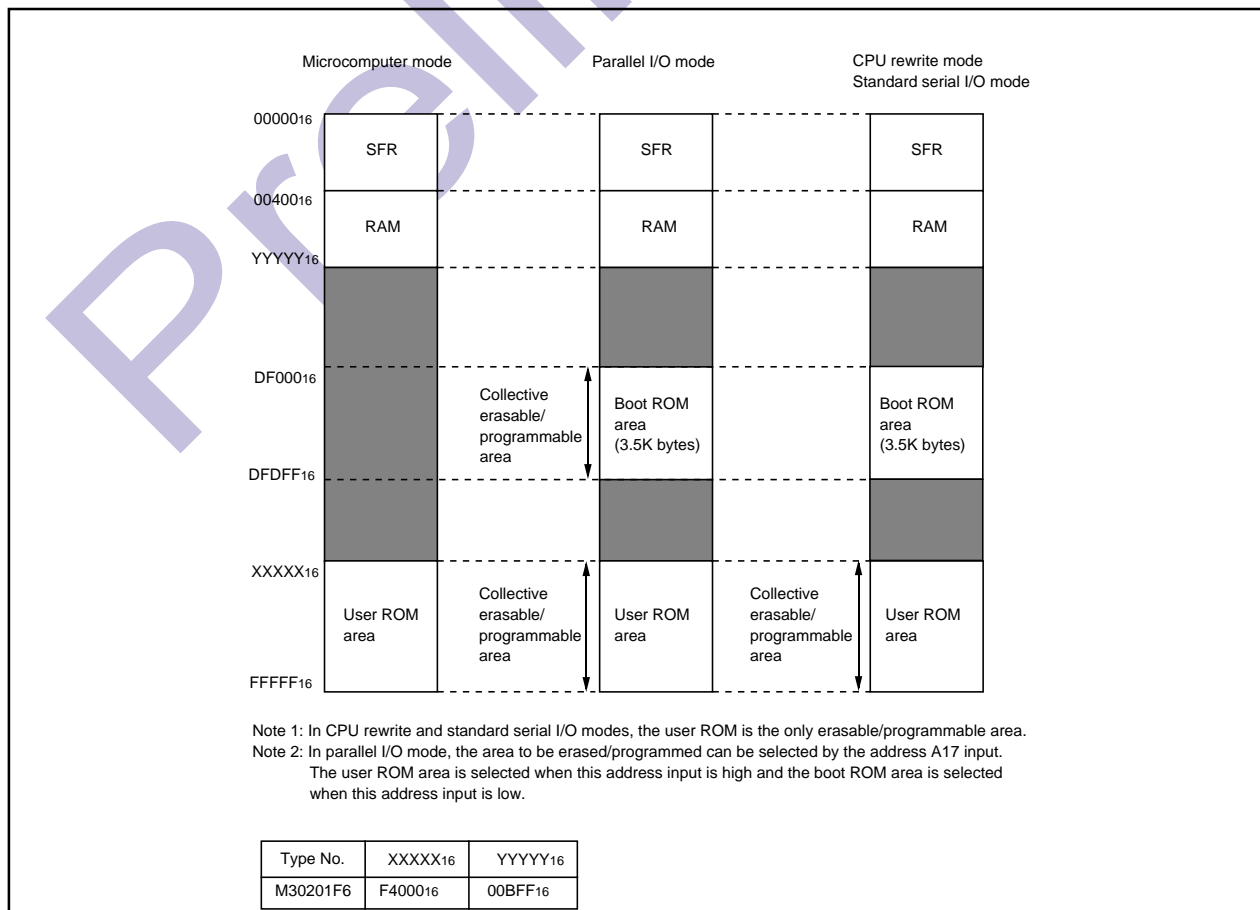 Microcomputer mode
Parallel I/O mode
CPU rewrite mode
Standard serial I/O mode
0000016
SFR
SFR
SFR
0040016
RAM
RAM
RAM
YYYYY16
DF00016
Collective
erasable/
programmable
area
Boot ROM
area
(3.5K bytes)
Boot ROM
area
(3.5K bytes)
DFDFF16
XXXXX16
User ROM
area
Collective
erasable/
programmable
area
User ROM
area
Collective
erasable/
programmable
area
User ROM
area
FFFFF16
Note 1: In CPU rewrite and standard serial I/O modes, the user ROM is the only erasable/programmable area.
Note 2: In parallel I/O mode, the area to be erased/programmed can be selected by the address A17 input.
The user ROM area is selected when this address input is high and the boot ROM area is selected
when this address input is low.
Type No. XXXXX16 YYYYY16
M30201F6 F400016 00BFF16